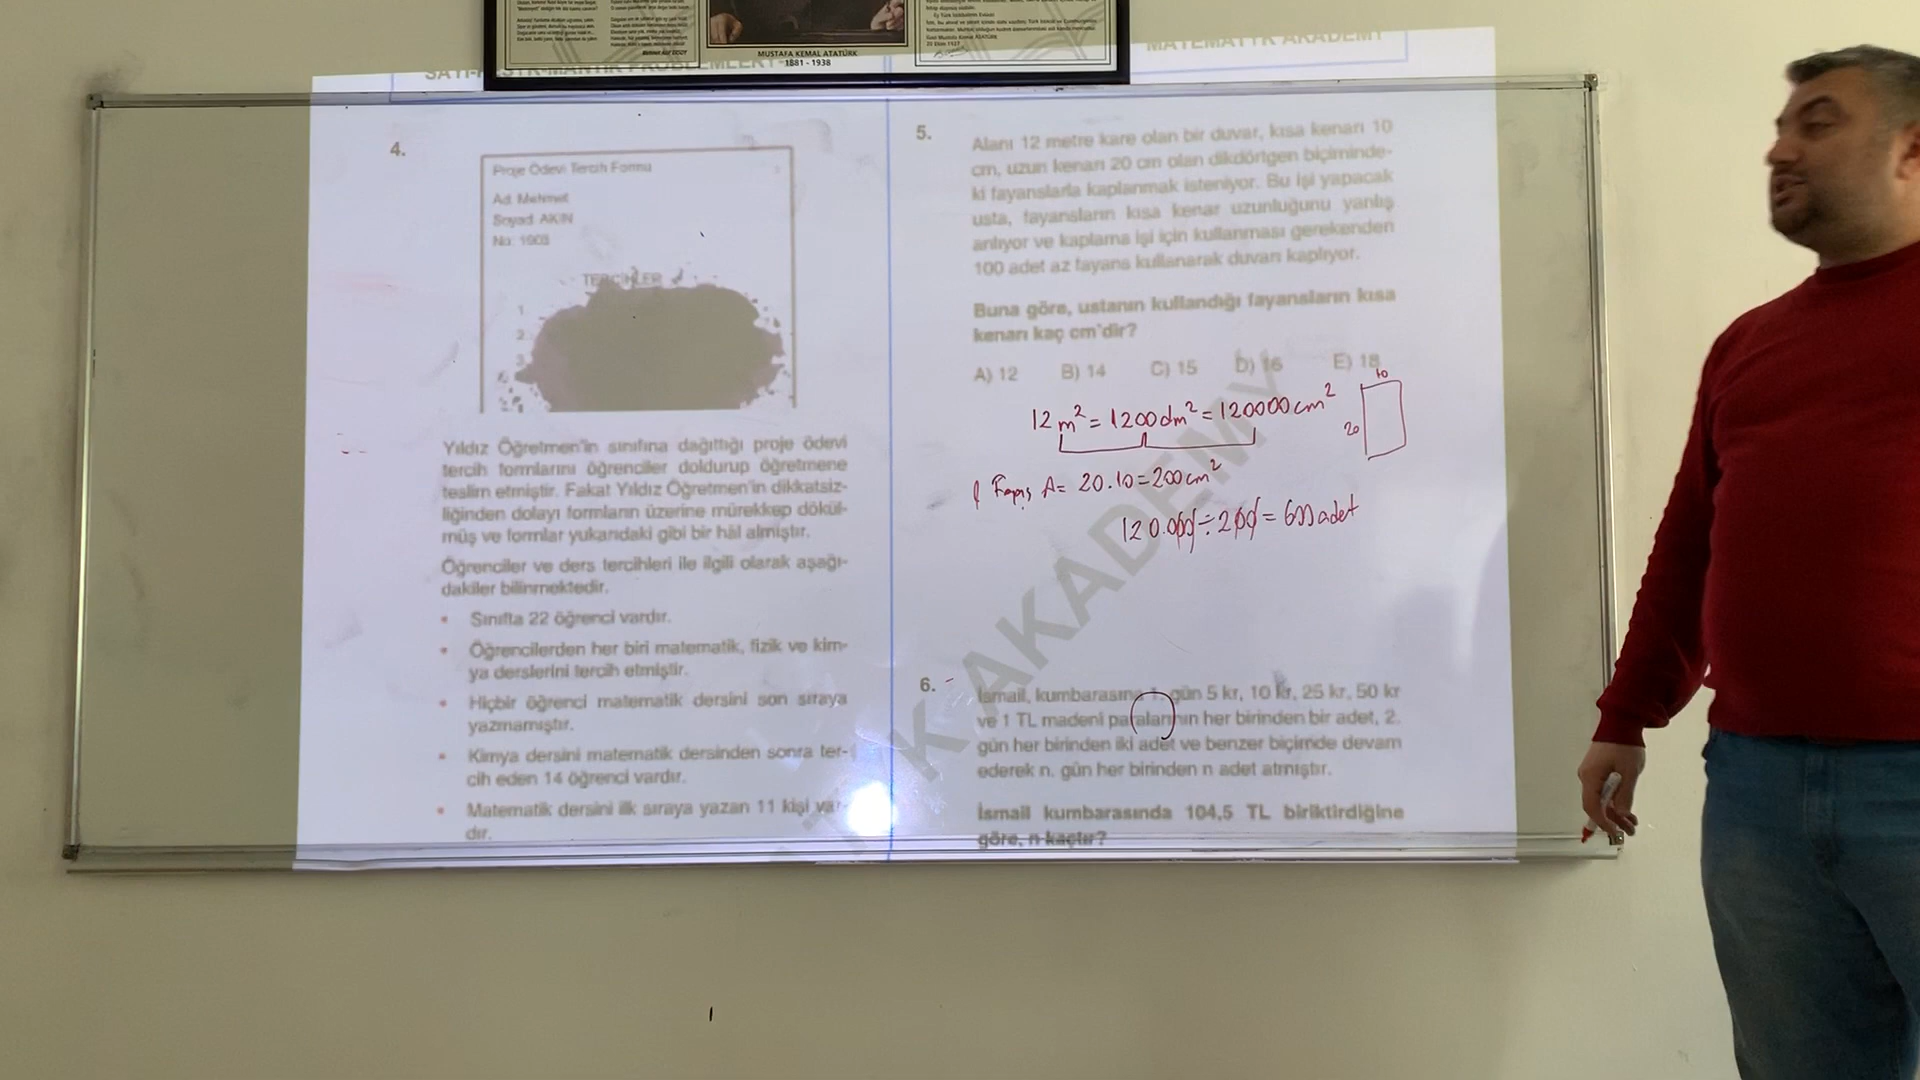 MUSTAFA KEMAL ATATÜRK
1881 - 1938
MATEMATİK AKADEMİ
4.
Proje Ödevi Tercih Formu
Ad: Mehmet
Soyad: AKIN
No: 1903
TERCİHLER
1.
2.
3.
Yıldız Öğretmen'in sınıfına dağıttığı proje ödevi
tercih formlarını öğrenciler doldurup öğretmene
teslim etmiştir. Fakat Yıldız Öğretmen'in dikkatsiz-
liğinden dolayı formların üzerine mürekkep dökül-
müş ve formlar yukarıdaki gibi bir hâl almıştır.
Öğrenciler ve ders tercihleri ile ilgili olarak aşağı-
dakiler bilinmektedir.
• Sınıfta 22 öğrenci vardır.
• Öğrencilerden her biri matematik, fizik ve kim-
ya derslerini tercih etmiştir.
• Hiçbir öğrenci matematik dersini son sıraya
yazmamıştır.
• Kimya dersini matematik dersinden sonra ter-
cih eden 14 öğrenci vardır.
• Matematik dersini ilk sıraya yazan 11 kişi var-
dır.
5.
Alanı 12 metre kare olan bir duvar, kısa kenarı 10
cm, uzun kenarı 20 cm olan dikdörtgen biçiminde-
ki fayanslarla kaplanmak isteniyor. Bu işi yapacak
usta, fayansların kısa kenar uzunluğunu yanlış
anlıyor ve kaplama işi için kullanması gerekenden
100 adet az fayans kullanarak duvarı kaplıyor.
Buna göre, ustanın kullandığı fayansların kısa
kenarı kaç cm'dir?
A) 12 B) 14 C) 15 D) 16 E) 18
10
20
12 m² = 1200 dm² = 120000 cm²
1 Fayans A = 20.10 = 200 cm²
120.000 ÷ 200 = 600 adet
K AKADEMY
6.
İsmail, kumbarasına 1. gün 5 kr, 10 kr, 25 kr, 50 kr
ve 1 TL madeni paralarının her birinden bir adet, 2.
gün her birinden iki adet ve benzer biçimde devam
ederek n. gün her birinden n adet atmıştır.
İsmail kumbarasında 104,5 TL biriktirdiğine
göre, n kaçtır?